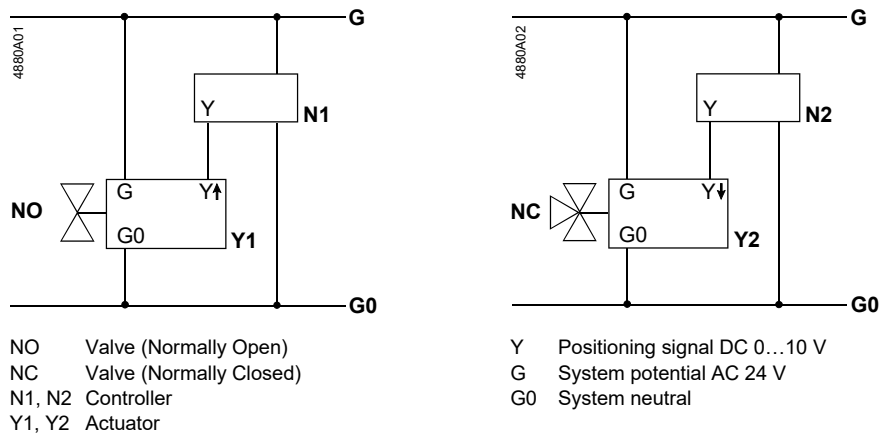 4880A01
G
Y
N1
G
Y↑
NO
G0
Y1
G0
NO Valve (Normally Open)
NC Valve (Normally Closed)
N1, N2 Controller
Y1, Y2 Actuator
4880A02
G
Y
N2
G
Y↓
NC
G0
Y2
G0
Y Positioning signal DC 0…10 V
G System potential AC 24 V
G0 System neutral